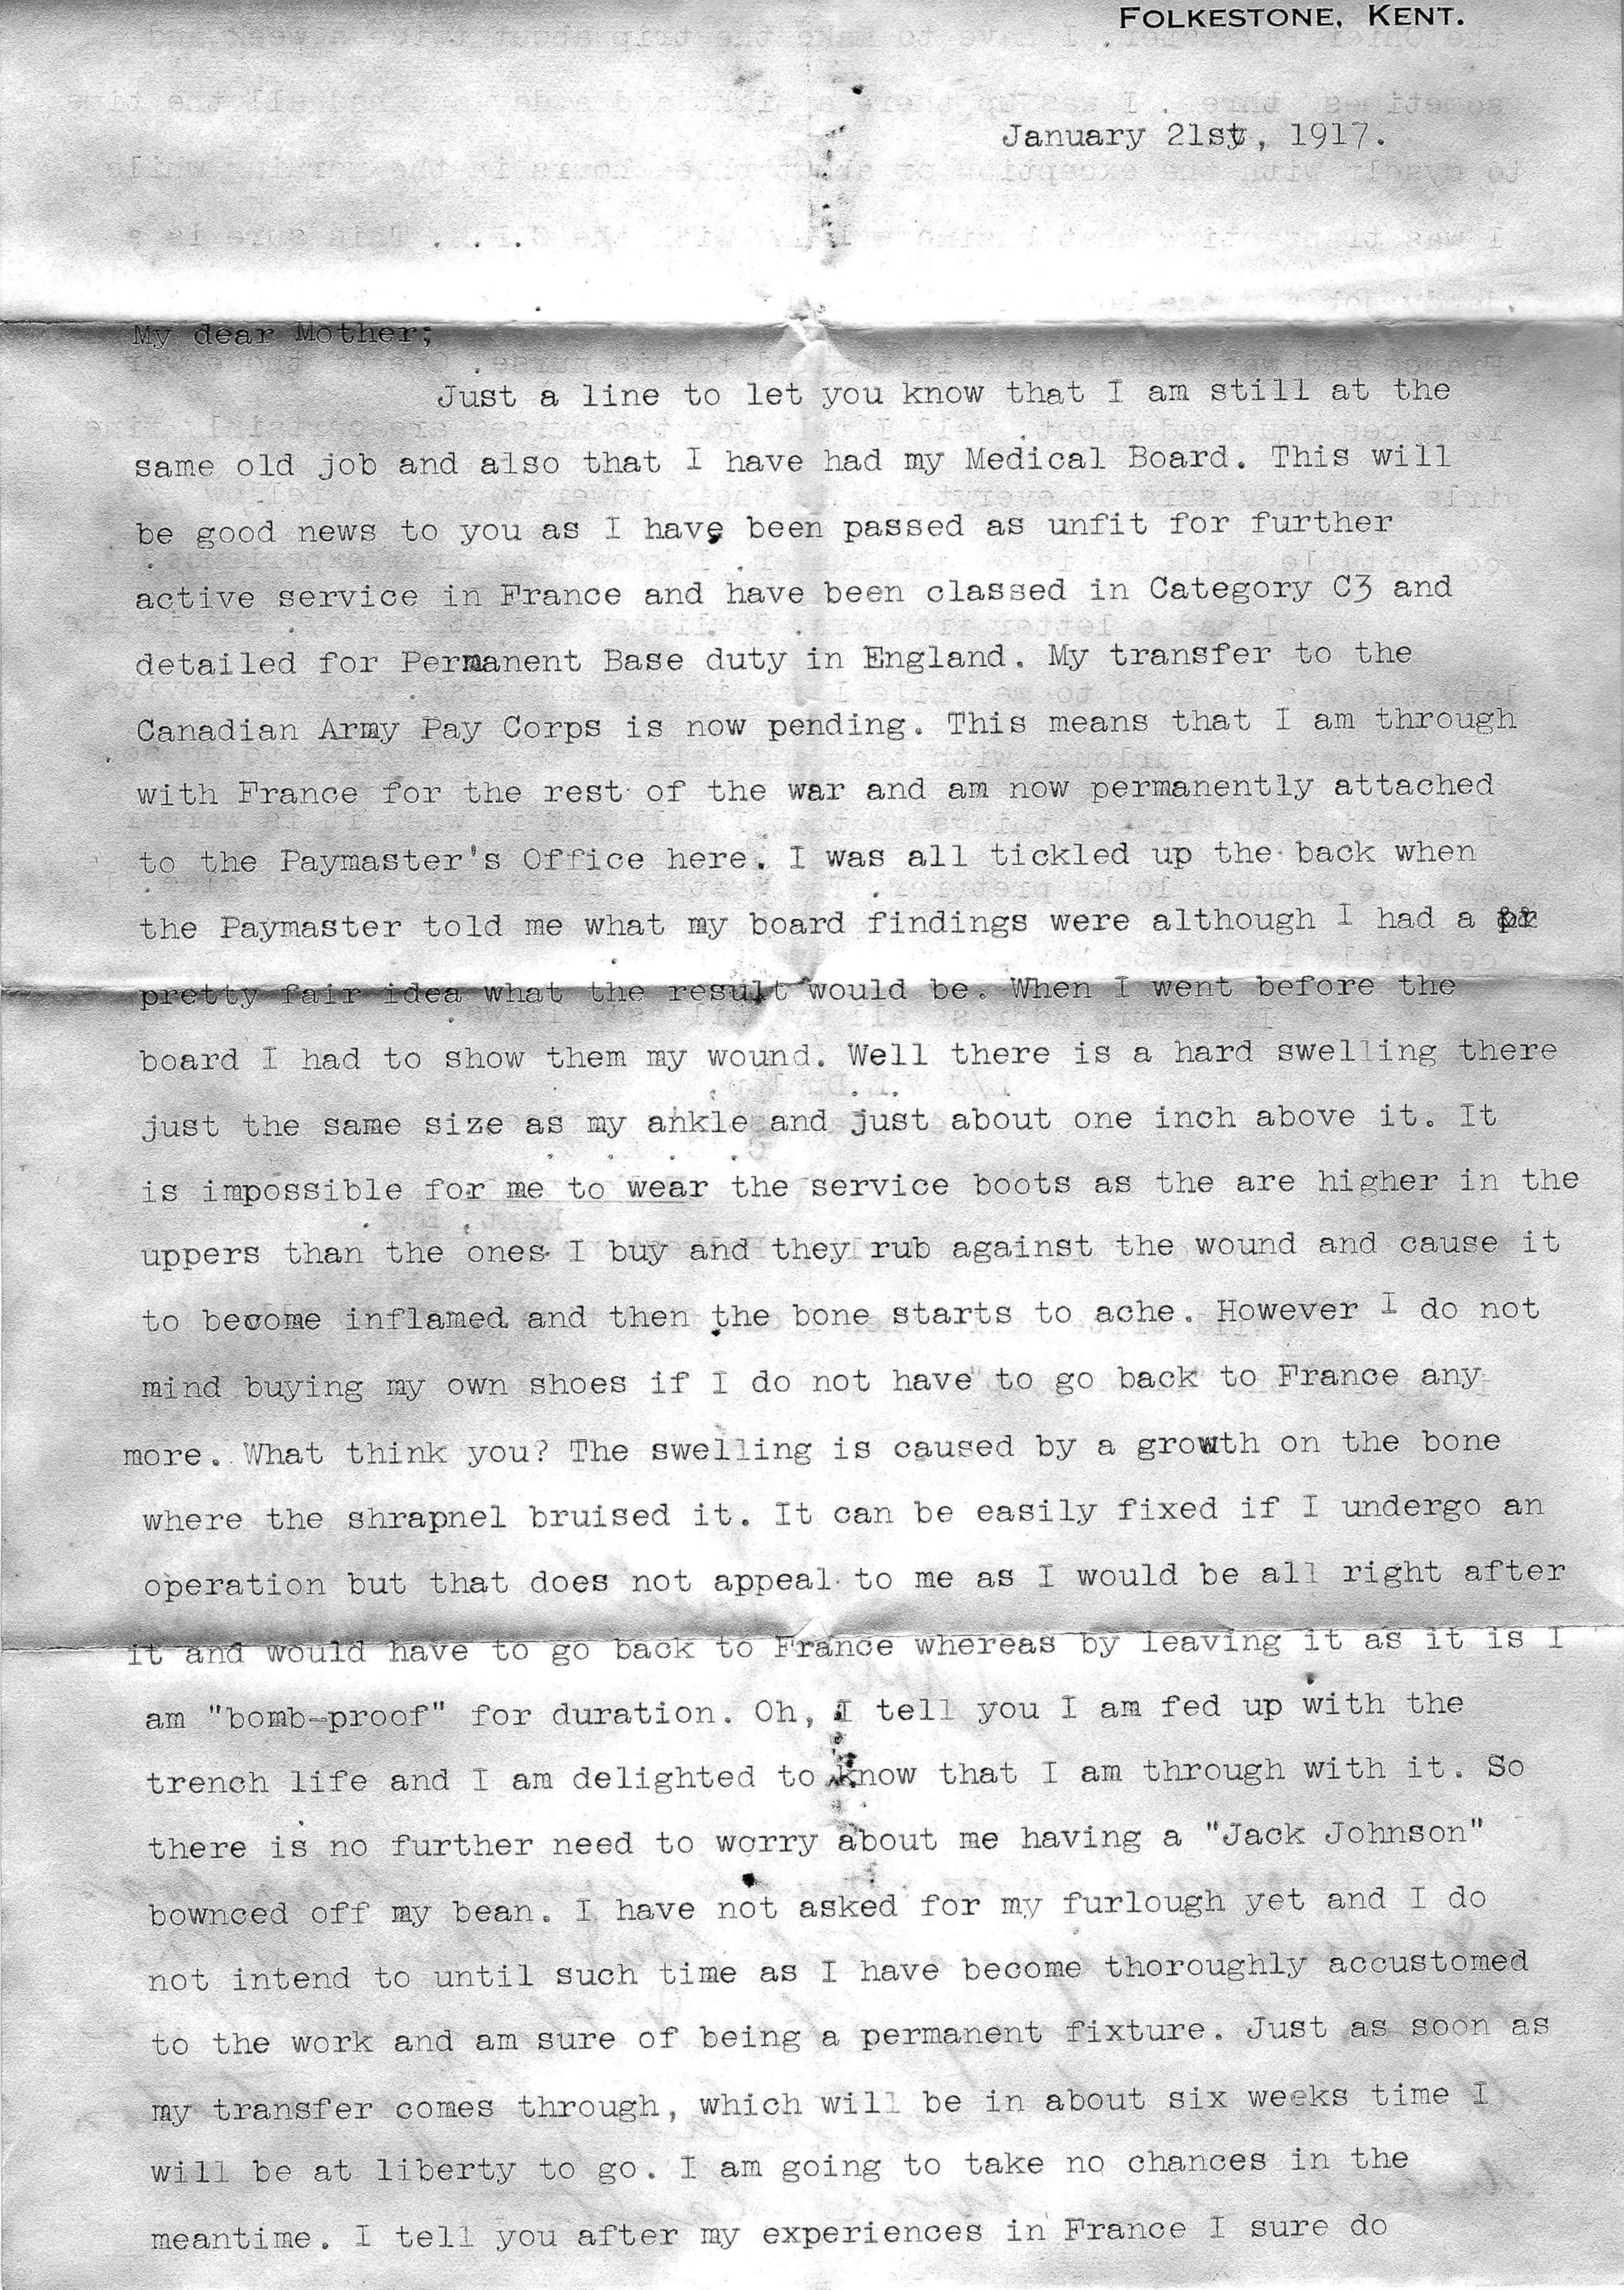 FOLKESTONE, KENT.
January 21st, 1917.
My dear Mother;
Just a line to let you know that I am still at the
same old job and also that I have had my Medical Board. This will
be good news to you as I have been passed as unfit for further
active service in France and have been classed in Category C3 and
detailed for Permanent Base duty in England. My transfer to the
Canadian Army Pay Corps is now pending. This means that I am through
with France for the rest of the war and am now permanently attached
to the Paymaster's Office here. I was all tickled up the back when
the Paymaster told me what my board findings were although I had a pr
pretty fair idea what the result would be. When I went before the
board I had to show them my wound. Well there is a hard swelling there
just the same size as my ankle and just about one inch above it. It
is impossible for me to wear the service boots as the are higher in the
uppers than the ones I buy and they rub against the wound and cause it
to become inflamed and then the bone starts to ache. However I do not
mind buying my own shoes if I do not have to go back to France any
more. What think you? The swelling is caused by a growth on the bone
where the shrapnel bruised it. It can be easily fixed if I undergo an
operation but that does not appeal to me as I would be all right after
it and would have to go back to France whereas by leaving it as it is I
am "bomb-proof" for duration. Oh, I tell you I am fed up with the
trench life and I am delighted to know that I am through with it. So
there is no further need to worry about me having a "Jack Johnson"
bownced off my bean. I have not asked for my furlough yet and I do
not intend to until such time as I have become thoroughly accustomed
to the work and am sure of being a permanent fixture. Just as soon as
my transfer comes through, which will be in about six weeks time I
will be at liberty to go. I am going to take no chances in the
meantime. I tell you after my experiences in France I sure do